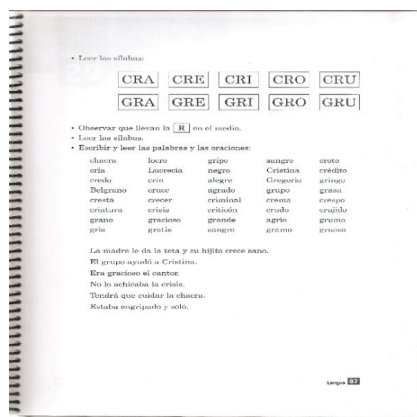 • Leer las sílabas:
CRA CRE CRI CRO CRU
GRA GRE GRI GRO GRU
• Observar que llevan la R en el medio.
• Leer las sílabas.
• Escribir y leer las palabras y las oraciones:
chacra locro gripe sangre croto
cría Lucrecia negro Cristina crédito
credo crin alegre Gregorio gringo
Belgrano cruce agrado grupo grasa
cresta crecer criminal crema crespo
criatura crisis criticón crudo crujido
grano gracioso grande agrio grumo
gris gratis sangre gramo grueso
La madre le da la teta y su hijito crece sano.
El grupo ayudó a Cristina.
Era gracioso el cantor.
No lo achicaba la crisis.
Tendrá que cuidar la chacra.
Estaba engripado y solo.
Lengua 87